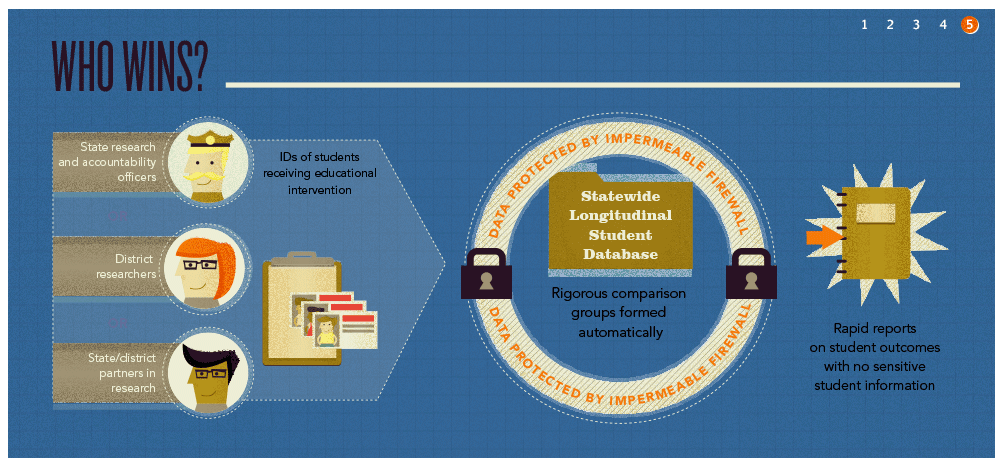 1 2 3 4 5
WHO WINS?
State research
and accountability
officers
District
researchers
State/district
partners in
research
IDs of students
receiving educational
intervention
DATA PROTECTED BY IMPERMEABLE FIREWALL
Statewide
Longitudinal
Student
Database
Rigorous comparison
groups formed
automatically
DATA PROTECTED BY IMPERMEABLE FIREWALL
Rapid reports
on student outcomes
with no sensitive
student information